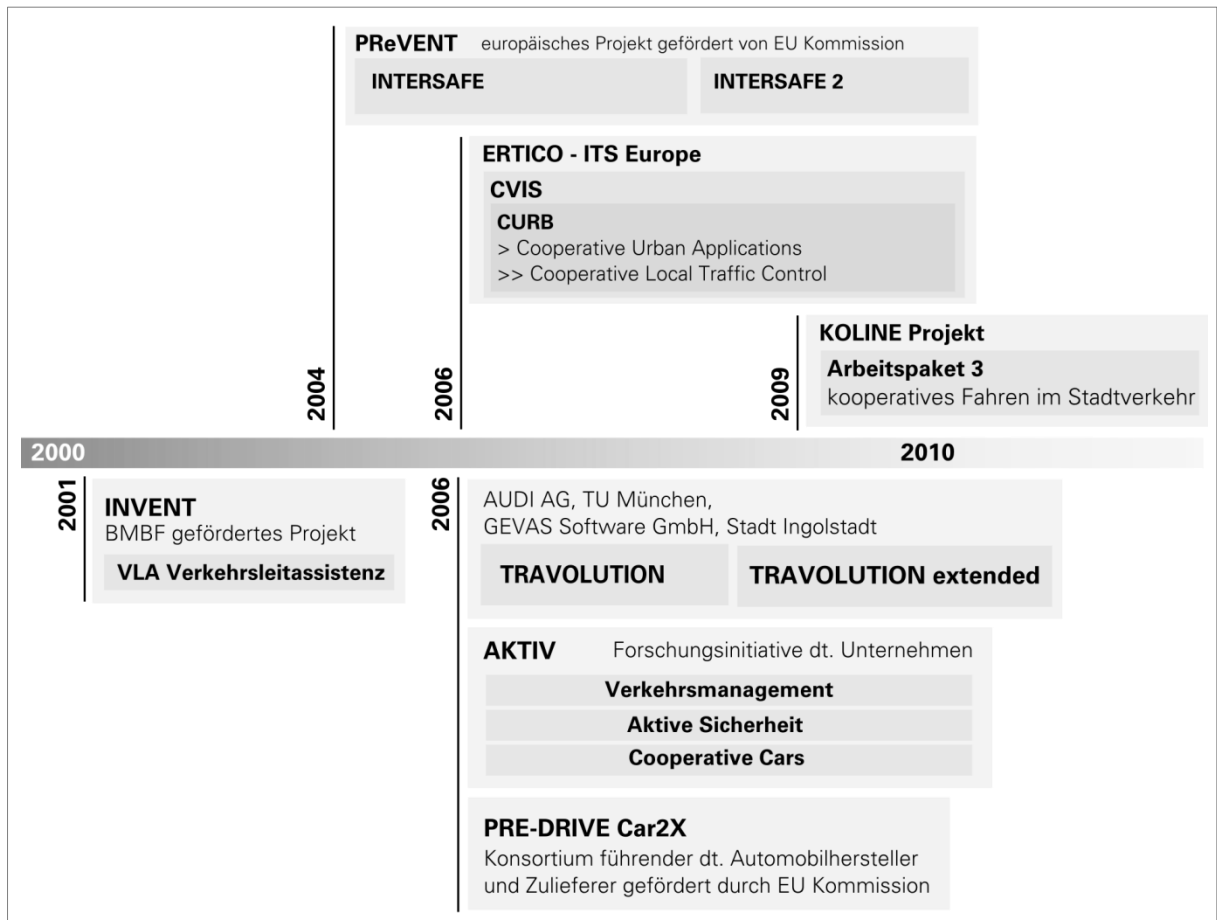 PReVENT europäisches Projekt gefördert von EU Kommission
INTERSAFE
INTERSAFE 2
2004
ERTICO - ITS Europe
CVIS
CURB
> Cooperative Urban Applications
>> Cooperative Local Traffic Control
2006
KOLINE Projekt
Arbeitspaket 3
kooperatives Fahren im Stadtverkehr
2009
2000
2010
2001
INVENT
BMBF gefördertes Projekt
VLA Verkehrsleitassistenz
2006
AUDI AG, TU München,
GEVAS Software GmbH, Stadt Ingolstadt
TRAVOLUTION
TRAVOLUTION extended
AKTIV Forschungsinitiative dt. Unternehmen
Verkehrsmanagement
Aktive Sicherheit
Cooperative Cars
PRE-DRIVE Car2X
Konsortium führender dt. Automobilhersteller
und Zulieferer gefördert durch EU Kommission